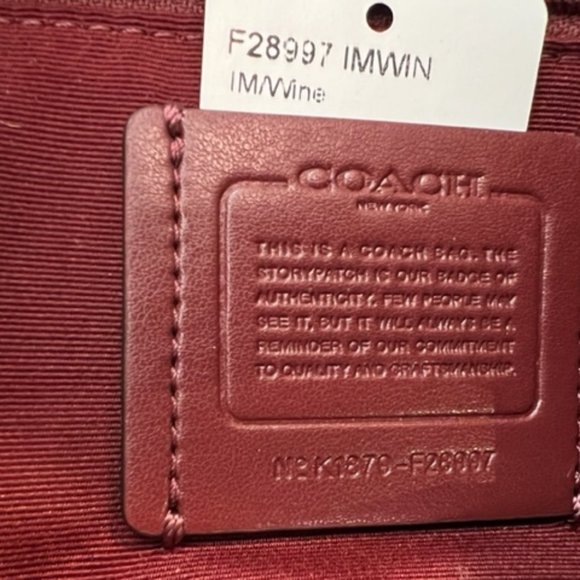 F28997 IMWIN
IM/Wine
COACH
NEW YORK
THIS IS A COACH BAG. THE
STORYPATCH IS OUR BADGE OF
AUTHENTICITY. FEW PEOPLE MAY
SEE IT, BUT IT WILL ALWAYS BE A
REMINDER OF OUR COMMITMENT
TO QUALITY AND CRAFTSMANSHIP.
Nº K1870-F28997